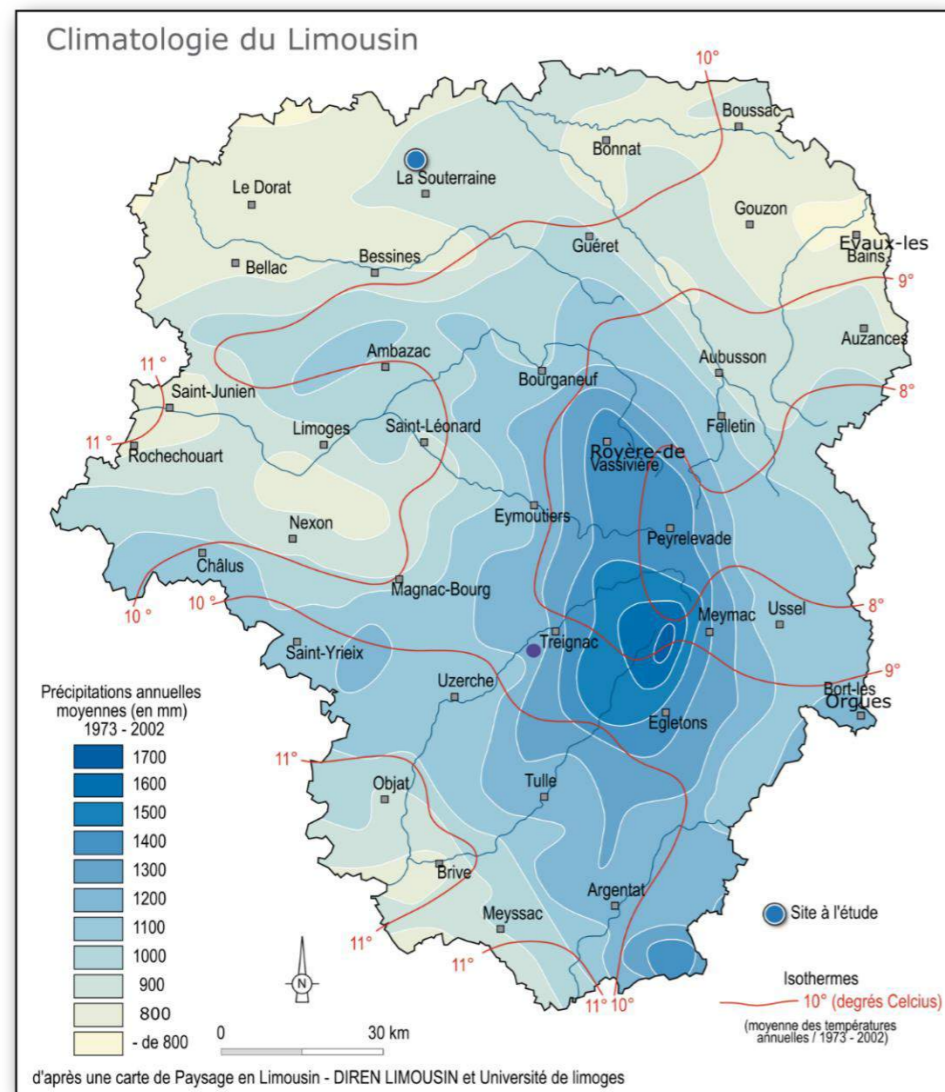 Climatologie du Limousin
10°
Boussac
Bonnat
La Souterraine
Le Dorat
Gouzon
Guéret
Evaux-les
Bains
Bellac
Bessines
9°
Auzances
Ambazac
Aubusson
Bourganeuf
11°
8°
Saint-Junien
Felletin
Limoges
Saint-Léonard
Royère-de
Vassivière
11°
Rochechouart
Eymoutiers
Nexon
Peyrelevade
Châlus
Magnac-Bourg
10°
10°
8°
Meymac
Ussel
Treignac
Saint-Yrieix
9°
Uzerche
Bort-les
Orgues
Egletons
Précipitations annuelles
moyennes (en mm)
1973 - 2002
1700
1600
1500
1400
1300
1200
1100
1000
900
800
- de 800
11°
Objat
Tulle
Brive
Argentat
Meyssac
11°
11°
11°
10°
Site à l'étude
Isothermes
10° (degrés Celcius)
(moyenne des températures
annuelles / 1973 - 2002)
N
0 30 km
d'après une carte de Paysage en Limousin - DIREN LIMOUSIN et Université de limoges